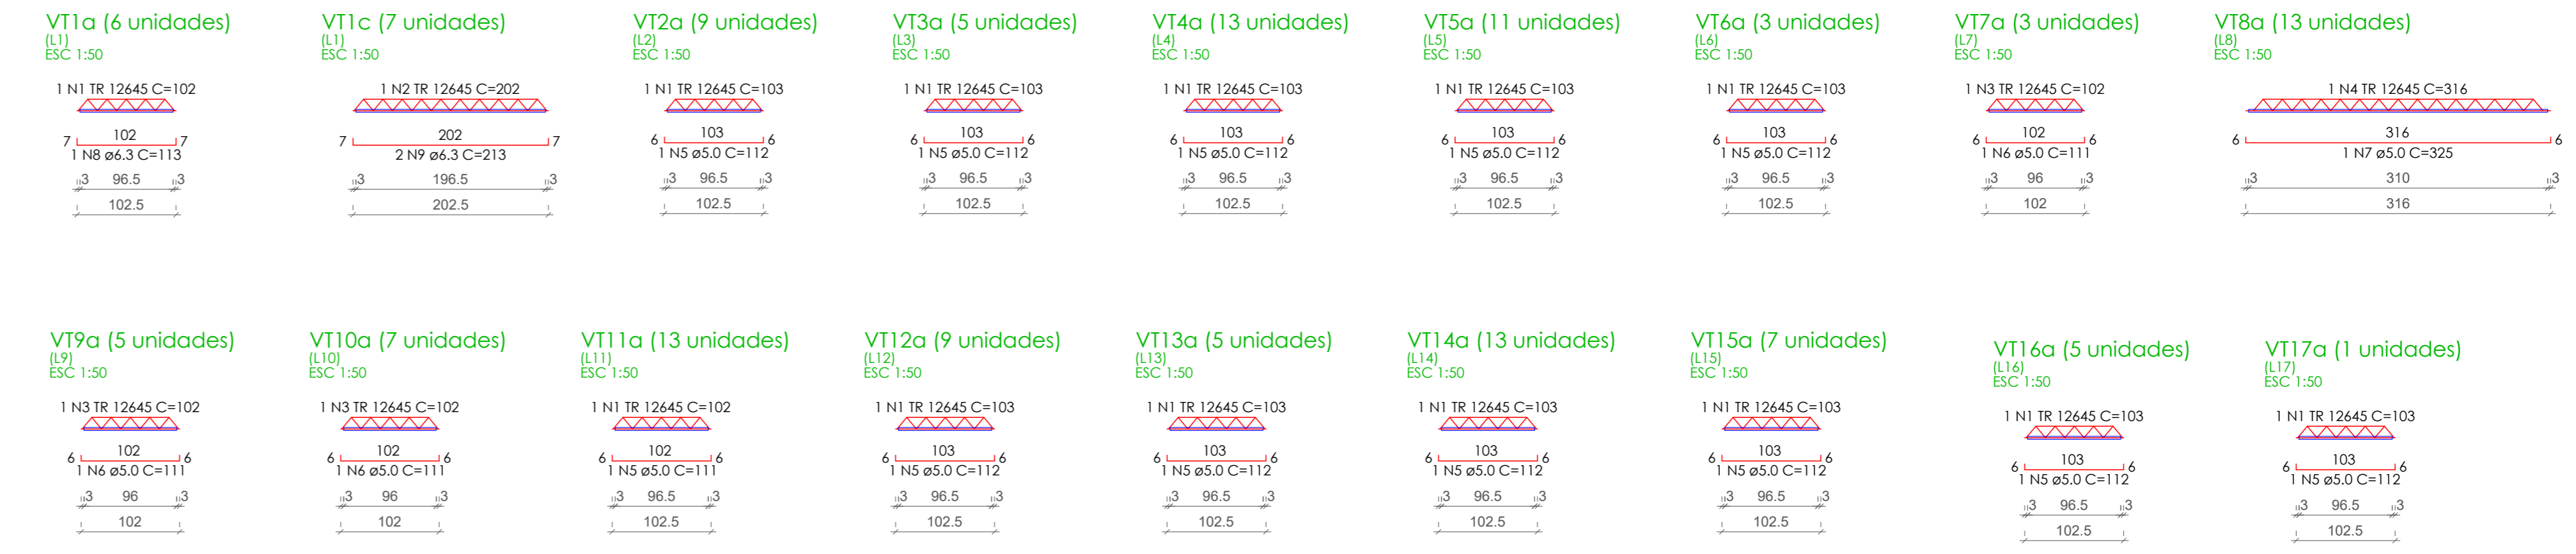 VT1a (6 unidades)
(L1)
ESC 1:50
1 N1 TR 12645 C=102
7 102 7
1 N8 ø6.3 C=113
3 96.5 3
102.5
VT1c (7 unidades)
(L1)
ESC 1:50
1 N2 TR 12645 C=202
7 202 7
2 N9 ø6.3 C=213
3 196.5 3
202.5
VT2a (9 unidades)
(L2)
ESC 1:50
1 N1 TR 12645 C=103
6 103 6
1 N5 ø5.0 C=112
3 96.5 3
102.5
VT3a (5 unidades)
(L3)
ESC 1:50
1 N1 TR 12645 C=103
6 103 6
1 N5 ø5.0 C=112
3 96.5 3
102.5
VT4a (13 unidades)
(L4)
ESC 1:50
1 N1 TR 12645 C=103
6 103 6
1 N5 ø5.0 C=112
3 96.5 3
102.5
VT5a (11 unidades)
(L5)
ESC 1:50
1 N1 TR 12645 C=103
6 103 6
1 N5 ø5.0 C=112
3 96.5 3
102.5
VT6a (3 unidades)
(L6)
ESC 1:50
1 N1 TR 12645 C=103
6 103 6
1 N5 ø5.0 C=112
3 96.5 3
102.5
VT7a (3 unidades)
(L7)
ESC 1:50
1 N3 TR 12645 C=102
6 102 6
1 N6 ø5.0 C=111
3 96 3
102
VT8a (13 unidades)
(L8)
ESC 1:50
1 N4 TR 12645 C=316
6 316 6
1 N7 ø5.0 C=325
3 310 3
316
VT9a (5 unidades)
(L9)
ESC 1:50
1 N3 TR 12645 C=102
6 102 6
1 N6 ø5.0 C=111
3 96 3
102
VT10a (7 unidades)
(L10)
ESC 1:50
1 N3 TR 12645 C=102
6 102 6
1 N6 ø5.0 C=111
3 96 3
102
VT11a (13 unidades)
(L11)
ESC 1:50
1 N1 TR 12645 C=102
6 102 6
1 N5 ø5.0 C=111
3 96.5 3
102.5
VT12a (9 unidades)
(L12)
ESC 1:50
1 N1 TR 12645 C=103
6 103 6
1 N5 ø5.0 C=112
3 96.5 3
102.5
VT13a (5 unidades)
(L13)
ESC 1:50
1 N1 TR 12645 C=103
6 103 6
1 N5 ø5.0 C=112
3 96.5 3
102.5
VT14a (13 unidades)
(L14)
ESC 1:50
1 N1 TR 12645 C=103
6 103 6
1 N5 ø5.0 C=112
3 96.5 3
102.5
VT15a (7 unidades)
(L15)
ESC 1:50
1 N1 TR 12645 C=103
6 103 6
1 N5 ø5.0 C=112
3 96.5 3
102.5
VT16a (5 unidades)
(L16)
ESC 1:50
1 N1 TR 12645 C=103
6 103 6
1 N5 ø5.0 C=112
3 96.5 3
102.5
VT17a (1 unidades)
(L17)
ESC 1:50
1 N1 TR 12645 C=103
6 103 6
1 N5 ø5.0 C=112
3 96.5 3
102.5